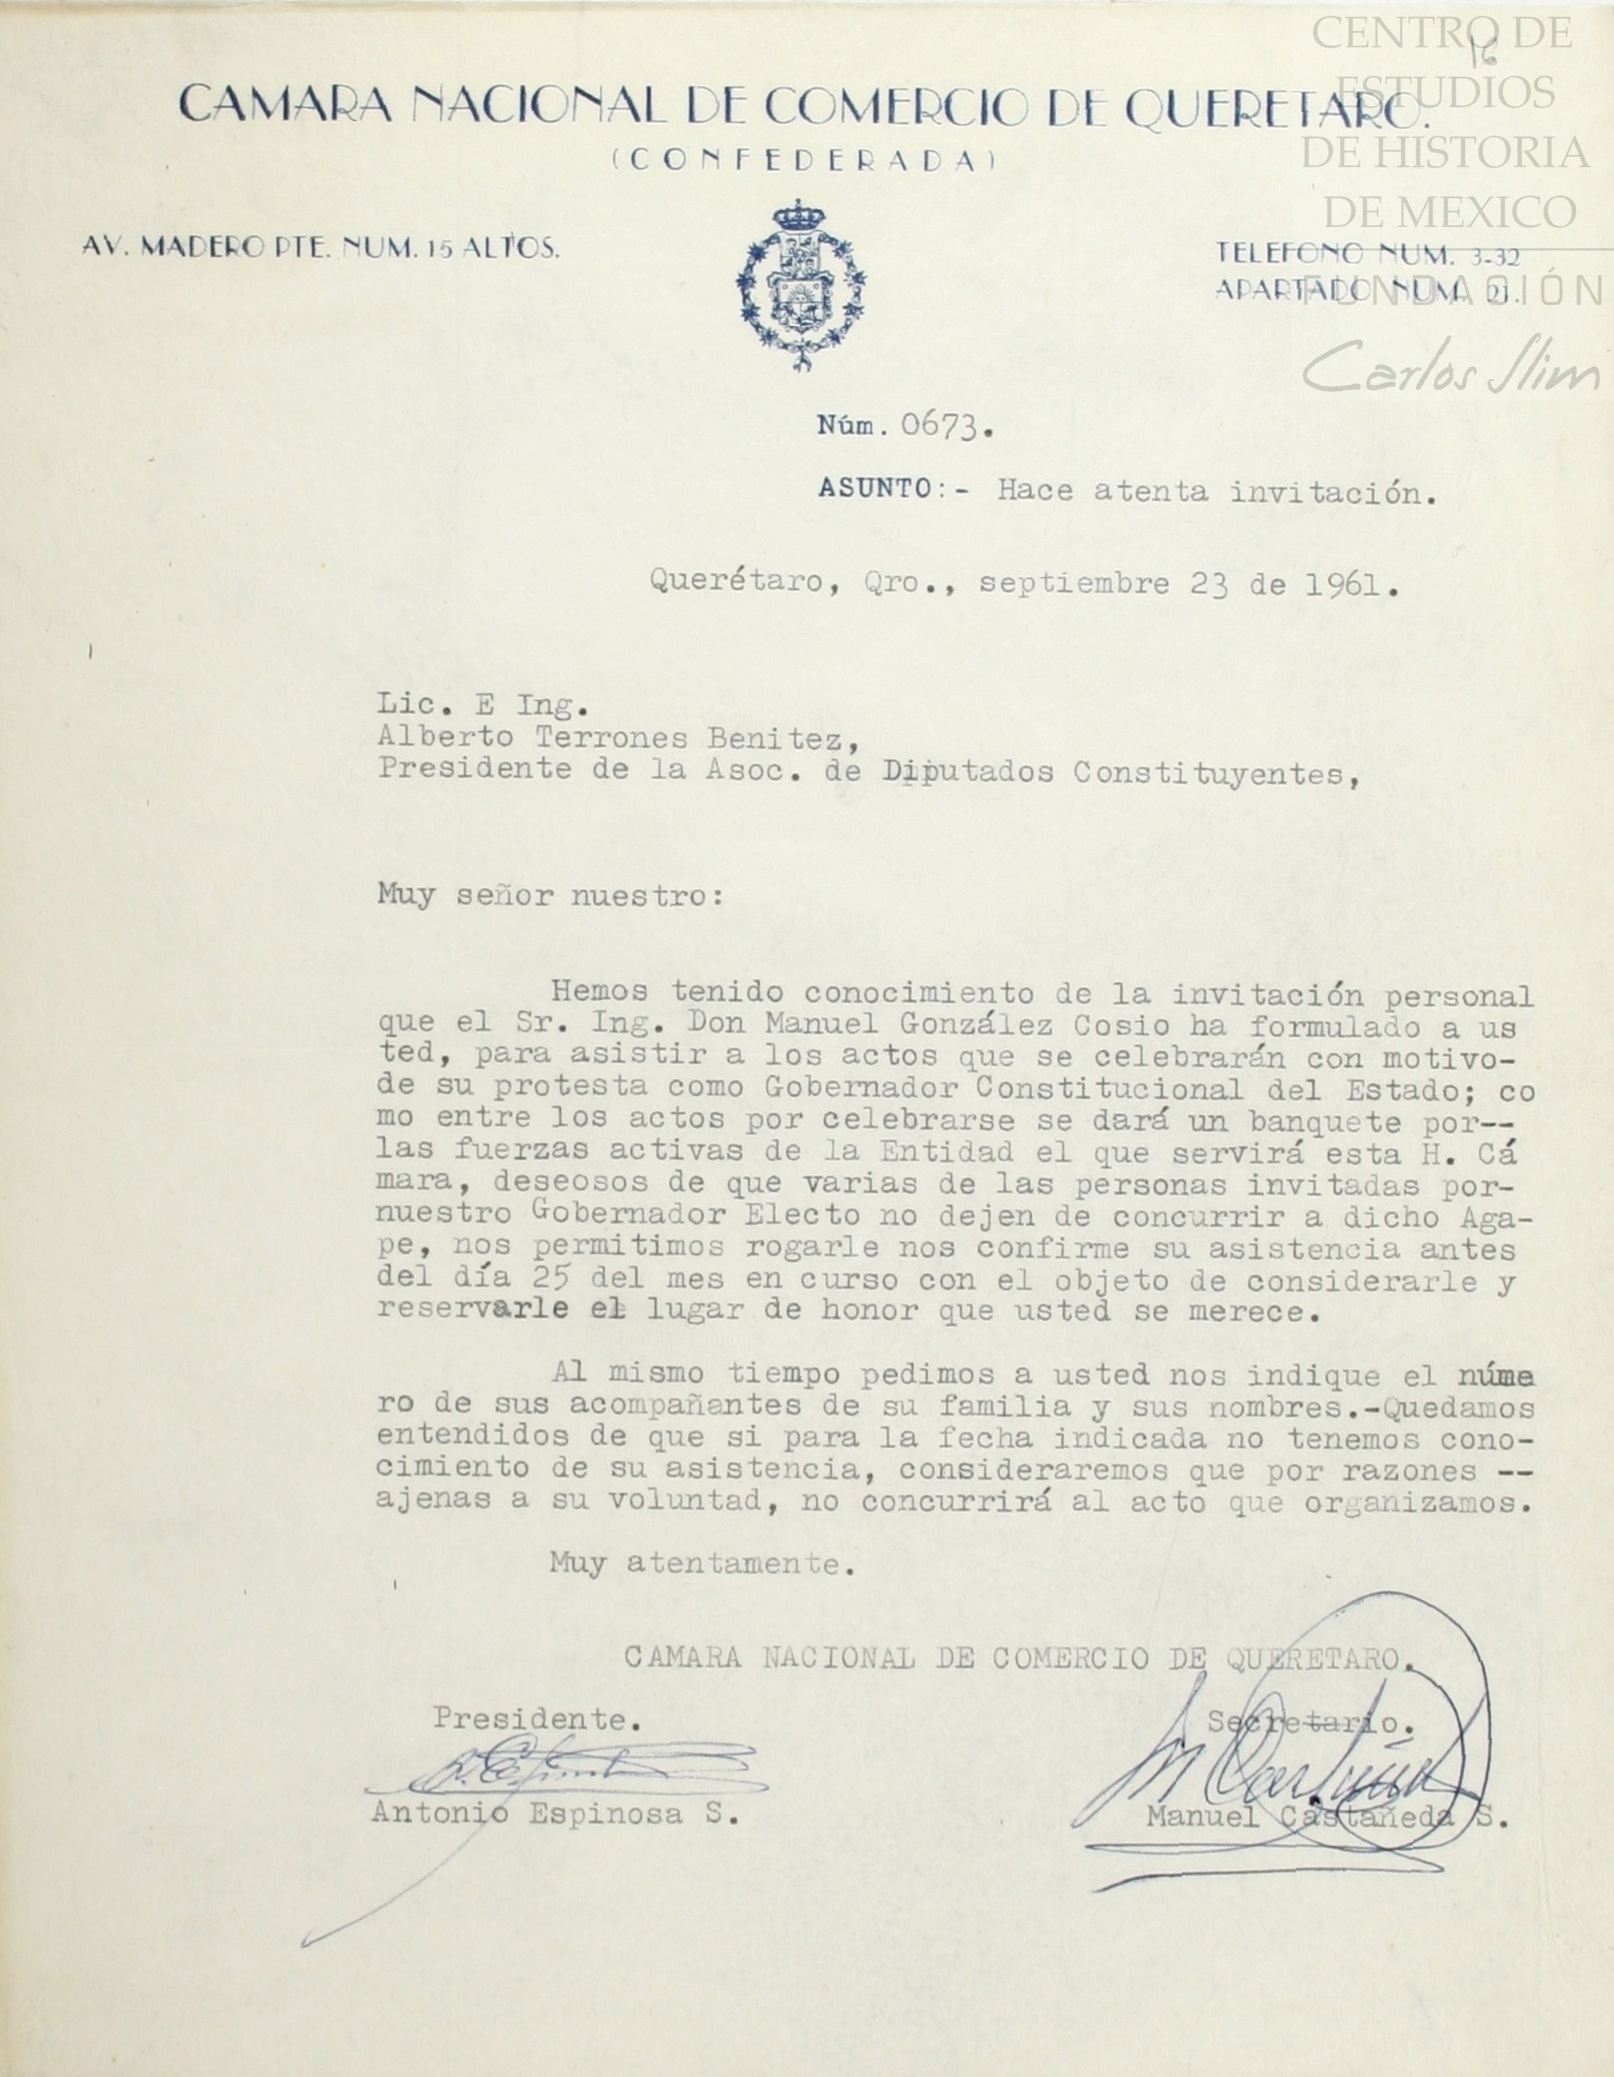 CENTRO DE
16
ESTUDIOS
DE HISTORIA
DE MEXICO
FUNDACIÓN
Carlos Slim
CAMARA NACIONAL DE COMERCIO DE QUERETARO.
(CONFEDERADA)
AV. MADERO PTE. NUM. 15 ALTOS.
TELEFONO NUM. 3-32
APARTADO NUM. 21.
Núm. 0673.
ASUNTO:- Hace atenta invitación.
Querétaro, Qro., septiembre 23 de 1961.
Lic. E Ing.
Alberto Terrones Benitez,
Presidente de la Asoc. de Diputados Constituyentes,
Muy señor nuestro:
Hemos tenido conocimiento de la invitación personal
que el Sr. Ing. Don Manuel González Cosio ha formulado a us
ted, para asistir a los actos que se celebrarán con motivo-
de su protesta como Gobernador Constitucional del Estado; co
mo entre los actos por celebrarse se dará un banquete por--
las fuerzas activas de la Entidad el que servirá esta H. Cá
mara, deseosos de que varias de las personas invitadas por-
nuestro Gobernador Electo no dejen de concurrir a dicho Aga-
pe, nos permitimos rogarle nos confirme su asistencia antes
del día 25 del mes en curso con el objeto de considerarle y
reservarle el lugar de honor que usted se merece.
Al mismo tiempo pedimos a usted nos indique el núme
ro de sus acompañantes de su familia y sus nombres.-Quedamos
entendidos de que si para la fecha indicada no tenemos cono-
cimiento de su asistencia, consideraremos que por razones --
ajenas a su voluntad, no concurrirá al acto que organizamos.
Muy atentamente.
CAMARA NACIONAL DE COMERCIO DE QUERETARO.
Presidente.
Secretario.
Antonio Espinosa S.
Manuel Castañeda S.